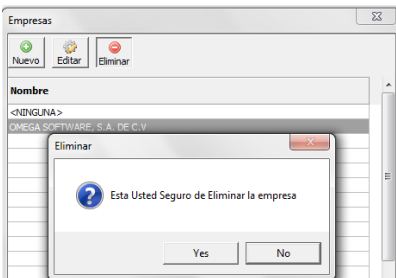 Empresas
Nuevo Editar Eliminar
Nombre
<NINGUNA>
OMEGA SOFTWARE, S.A. DE C.V
Eliminar
Esta Usted Seguro de Eliminar la empresa
Yes No